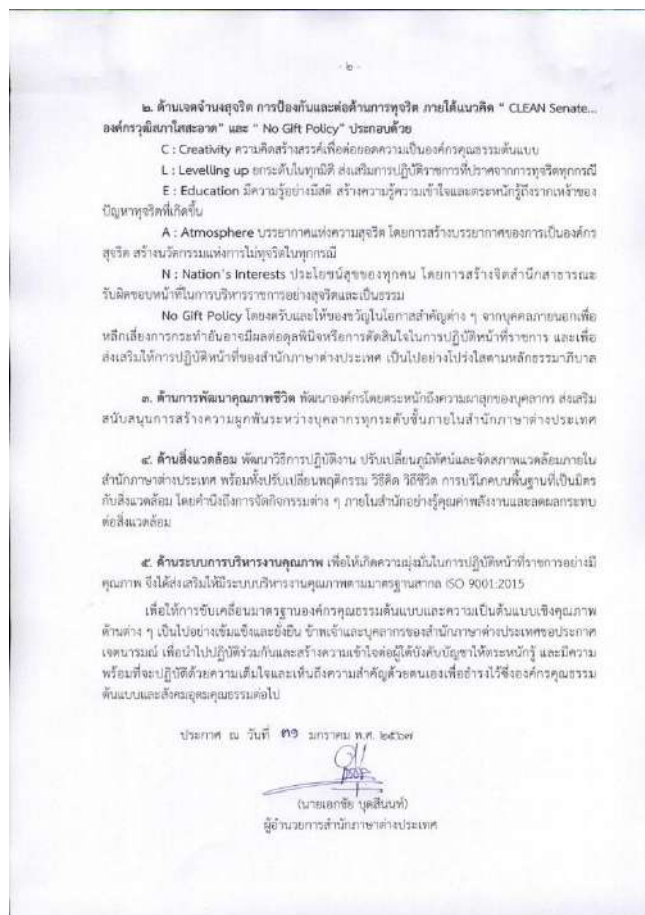 - ๒ -
๒. ด้านเจตจำนงสุจริต การป้องกันและต่อต้านการทุจริต ภายใต้แนวคิด " CLEAN Senate...
องค์กรวุฒิสภาใสสะอาด" และ " No Gift Policy" ประกอบด้วย
C : Creativity ความคิดสร้างสรรค์เพื่อต่อยอดความเป็นองค์กรคุณธรรมต้นแบบ
L : Levelling up ยกระดับในทุกมิติ ส่งเสริมการปฏิบัติราชการที่ปราศจากการทุจริตทุกกรณี
E : Education มีความรู้อย่างมีสติ สร้างความรู้ความเข้าใจและตระหนักรู้ถึงรากเหง้าของ
ปัญหาทุจริตที่เกิดขึ้น
A : Atmosphere บรรยากาศแห่งความสุจริต โดยการสร้างบรรยากาศของการเป็นองค์กร
สุจริต สร้างนวัตกรรมแห่งการไม่ทุจริตในทุกกรณี
N : Nation's Interests ประโยชน์สุขของทุกคน โดยการสร้างจิตสำนึกสาธารณะ
รับผิดชอบหน้าที่ในการบริหารราชการอย่างสุจริตและเป็นธรรม
No Gift Policy โดยงดรับและให้ของขวัญในโอกาสสำคัญต่าง ๆ จากบุคคลภายนอกเพื่อ
หลีกเลี่ยงการกระทำอันอาจมีผลต่อดุลพินิจหรือการตัดสินใจในการปฏิบัติหน้าที่ราชการ และเพื่อ
ส่งเสริมให้การปฏิบัติหน้าที่ของสำนักภาษาต่างประเทศ เป็นไปอย่างโปร่งใสตามหลักธรรมาภิบาล
๓. ด้านการพัฒนาคุณภาพชีวิต พัฒนาองค์กรโดยตระหนักถึงความผาสุกของบุคลากร ส่งเสริม
สนับสนุนการสร้างความผูกพันระหว่างบุคลากรทุกระดับชั้นภายในสำนักภาษาต่างประเทศ
๔. ด้านสิ่งแวดล้อม พัฒนาวิธีการปฏิบัติงาน ปรับเปลี่ยนภูมิทัศน์และจัดสภาพแวดล้อมภายใน
สำนักภาษาต่างประเทศ พร้อมทั้งปรับเปลี่ยนพฤติกรรม วิธีคิด วิถีชีวิต การบริโภคบนพื้นฐานที่เป็นมิตร
กับสิ่งแวดล้อม โดยคำนึงถึงการจัดกิจกรรมต่าง ๆ ภายในสำนักอย่างรู้คุณค่าพลังงานและลดผลกระทบ
ต่อสิ่งแวดล้อม
๕. ด้านระบบการบริหารงานคุณภาพ เพื่อให้เกิดความมุ่งมั่นในการปฏิบัติหน้าที่ราชการอย่างมี
คุณภาพ จึงได้ส่งเสริมให้มีระบบบริหารงานคุณภาพตามมาตรฐานสากล ISO 9001:2015
เพื่อให้การขับเคลื่อนมาตรฐานองค์กรคุณธรรมต้นแบบและความเป็นต้นแบบเชิงคุณภาพ
ด้านต่าง ๆ เป็นไปอย่างเข้มแข็งและยั่งยืน ข้าพเจ้าและบุคลากรของสำนักภาษาต่างประเทศขอประกาศ
เจตนารมณ์ เพื่อนำไปปฏิบัติร่วมกันและสร้างความเข้าใจต่อผู้ใต้บังคับบัญชาให้ตระหนักรู้ และมีความ
พร้อมที่จะปฏิบัติด้วยความเต็มใจและเห็นถึงความสำคัญด้วยตนเองเพื่อธำรงไว้ซึ่งองค์กรคุณธรรม
ต้นแบบและสังคมอุดมคุณธรรมต่อไป
ประกาศ ณ วันที่ ๓๑ มกราคม พ.ศ. ๒๕๖๗
(นายเอกชัย บุตสีนนท์)
ผู้อำนวยการสำนักภาษาต่างประเทศ